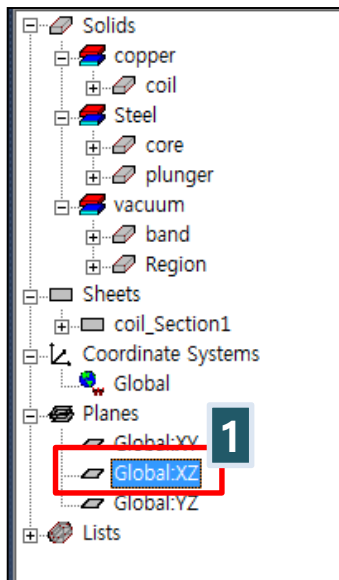 Solids
copper
coil
Steel
core
plunger
vacuum
band
Region
Sheets
coil_Section1
Coordinate Systems
Global
Planes
Global:XY
1
Global:XZ
Global:YZ
Lists